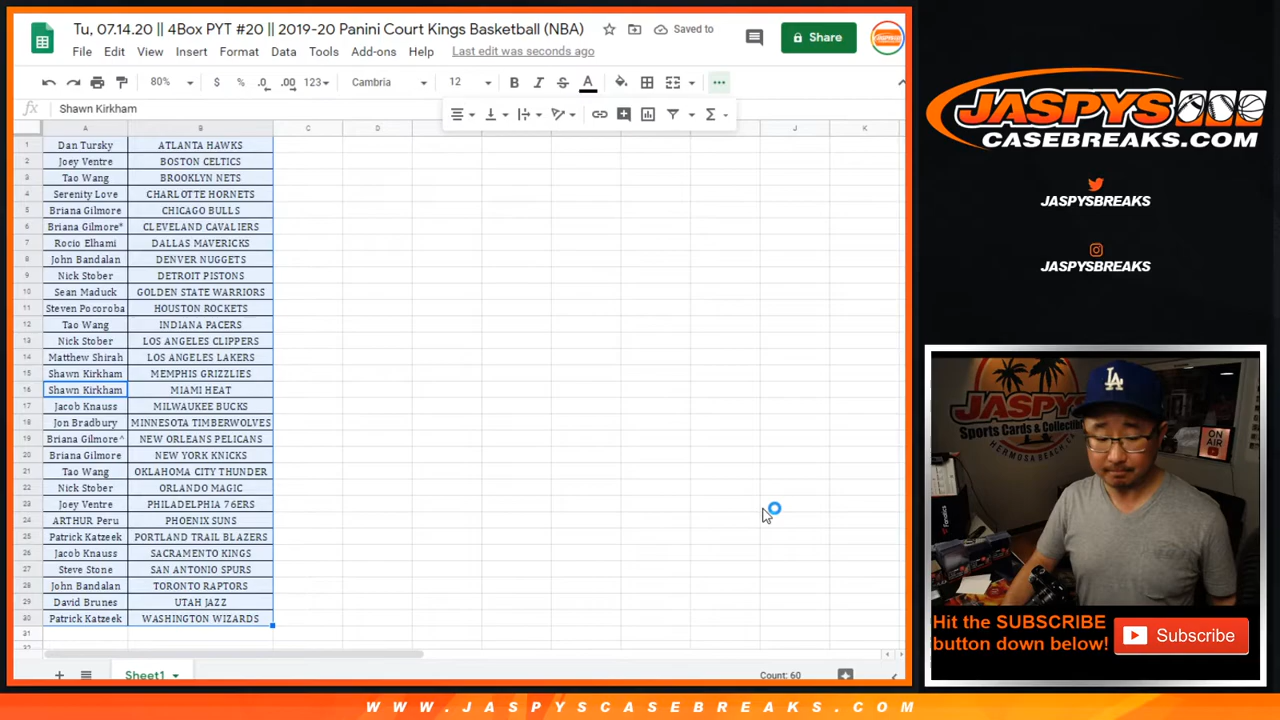 Tu, 07.14.20 || 4Box PYT #20 || 2019-20 Panini Court Kings Basketball (NBA)
Saved to
Share
File Edit View Insert Format Data Tools Add-ons Help Last edit was seconds ago
80% $ % .0 .00 123 Cambria 12 B I S A
fx Shawn Kirkham
A B C D J K
1 Dan Tursky ATLANTA HAWKS
2 Joey Ventre BOSTON CELTICS
3 Tao Wang BROOKLYN NETS
4 Serenity Love CHARLOTTE HORNETS
5 Briana Gilmore CHICAGO BULLS
6 Briana Gilmore* CLEVELAND CAVALIERS
7 Rocio Elhami DALLAS MAVERICKS
8 John Bandalan DENVER NUGGETS
9 Nick Stober DETROIT PISTONS
10 Sean Maduck GOLDEN STATE WARRIORS
11 Steven Pocoroba HOUSTON ROCKETS
12 Tao Wang INDIANA PACERS
13 Nick Stober LOS ANGELES CLIPPERS
14 Matthew Shirah LOS ANGELES LAKERS
15 Shawn Kirkham MEMPHIS GRIZZLIES
16 Shawn Kirkham MIAMI HEAT
17 Jacob Knauss MILWAUKEE BUCKS
18 Jon Bradbury MINNESOTA TIMBERWOLVES
19 Briana Gilmore^ NEW ORLEANS PELICANS
20 Briana Gilmore NEW YORK KNICKS
21 Tao Wang OKLAHOMA CITY THUNDER
22 Nick Stober ORLANDO MAGIC
23 Joey Ventre PHILADELPHIA 76ERS
24 ARTHUR Peru PHOENIX SUNS
25 Patrick Katzeek PORTLAND TRAIL BLAZERS
26 Jacob Knauss SACRAMENTO KINGS
27 Steve Stone SAN ANTONIO SPURS
28 John Bandalan TORONTO RAPTORS
29 David Brunes UTAH JAZZ
30 Patrick Katzeek WASHINGTON WIZARDS
31
Sheet1
Count: 60
JASPYS
CASEBREAKS.COM
JASPYSBREAKS
JASPYSBREAKS
JASPYS
Sports Cards & Collectib
HERMOSA BEACH, CA
ON AIR
LA
Hit the SUBSCRIBE
button down below!
Subscribe
WWW.JASPYSCASEBREAKS.COM